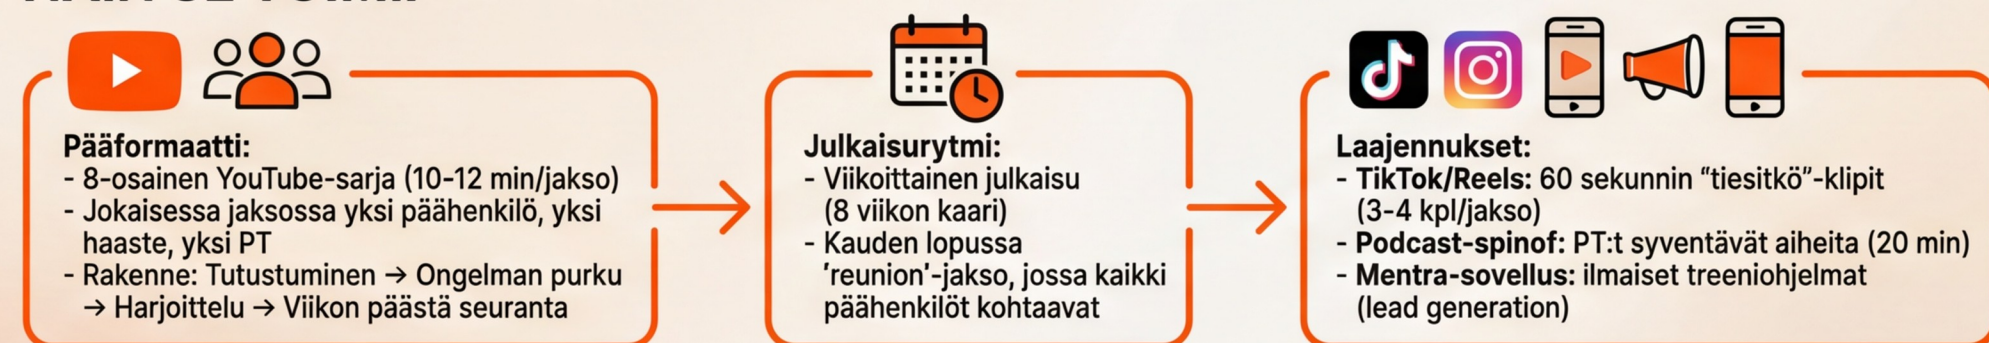 Pääformaatti:
- 8-osainen YouTube-sarja (10-12 min/jakso)
- Jokaisessa jaksossa yksi päähenkilö, yksi
haaste, yksi PT
- Rakenne: Tutustuminen → Ongelman purku
→ Harjoittelu → Viikon päästä seuranta
Julkaisurytmi:
- Viikoittainen julkaisu
(8 viikon kaari)
- Kauden lopussa
'reunion'-jakso, jossa kaikki
päähenkilöt kohtaavat
Laajennukset:
- TikTok/Reels: 60 sekunnin “tiesitkö”-klipit
(3-4 kpl/jakso)
- Podcast-spinof: PT:t syventävät aiheita (20 min)
- Mentra-sovellus: ilmaiset treeniohjelmat
(lead generation)